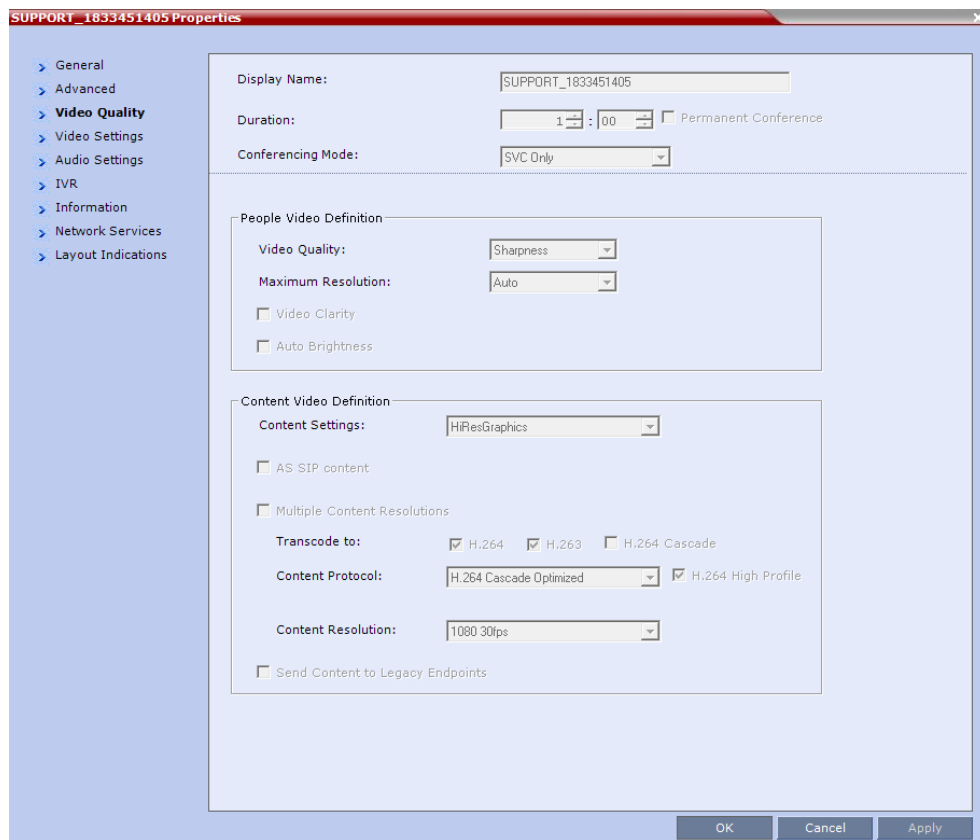 SUPPORT_1833451405 Properties
General
Advanced
Video Quality
Video Settings
Audio Settings
IVR
Information
Network Services
Layout Indications
Display Name: SUPPORT_1833451405
Duration: 1 : 00 Permanent Conference
Conferencing Mode: SVC Only
People Video Definition
Video Quality: Sharpness
Maximum Resolution: Auto
Video Clarity
Auto Brightness
Content Video Definition
Content Settings: HiResGraphics
AS SIP content
Multiple Content Resolutions
Transcode to: H.264 H.263 H.264 Cascade
Content Protocol: H.264 Cascade Optimized H.264 High Profile
Content Resolution: 1080 30fps
Send Content to Legacy Endpoints
OK Cancel Apply